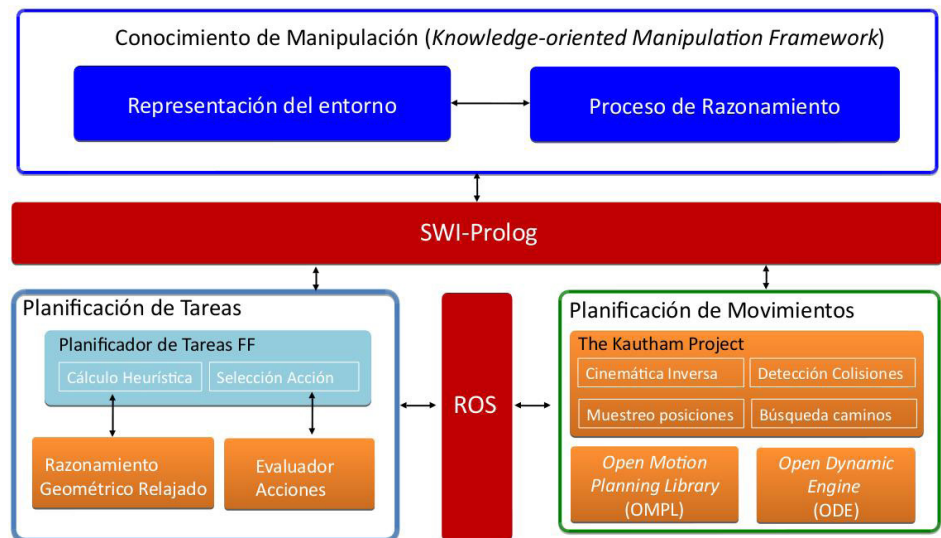 Conocimiento de Manipulación (Knowledge-oriented Manipulation Framework)
Representación del entorno
Proceso de Razonamiento
SWI-Prolog
Planificación de Tareas
Planificador de Tareas FF
Cálculo Heurística
Selección Acción
Razonamiento
Geométrico Relajado
Evaluador
Acciones
ROS
Planificación de Movimientos
The Kautham Project
Cinemática Inversa
Detección Colisiones
Muestreo posiciones
Búsqueda caminos
Open Motion
Planning Library
(OMPL)
Open Dynamic
Engine
(ODE)